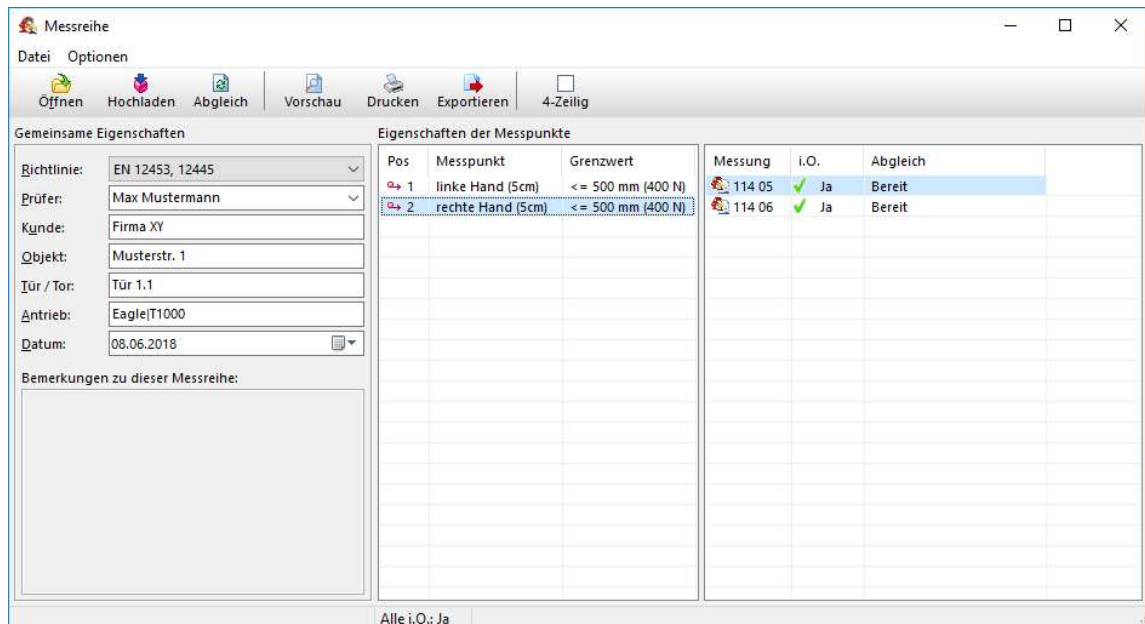 Messreihe
Datei Optionen
Öffnen Hochladen Abgleich Vorschau Drucken Exportieren 4-Zeilig
Gemeinsame Eigenschaften
Richtlinie: EN 12453, 12445
Prüfer: Max Mustermann
Kunde: Firma XY
Objekt: Musterstr. 1
Tür / Tor: Tür 1.1
Antrieb: Eagle|T1000
Datum: 08.06.2018
Bemerkungen zu dieser Messreihe:
Eigenschaften der Messpunkte
Pos Messpunkt Grenzwert
1 linke Hand (5cm) <= 500 mm (400 N)
2 rechte Hand (5cm) <= 500 mm (400 N)
Messung i.O. Abgleich
114 05 Ja Bereit
114 06 Ja Bereit
Alle i.O.: Ja